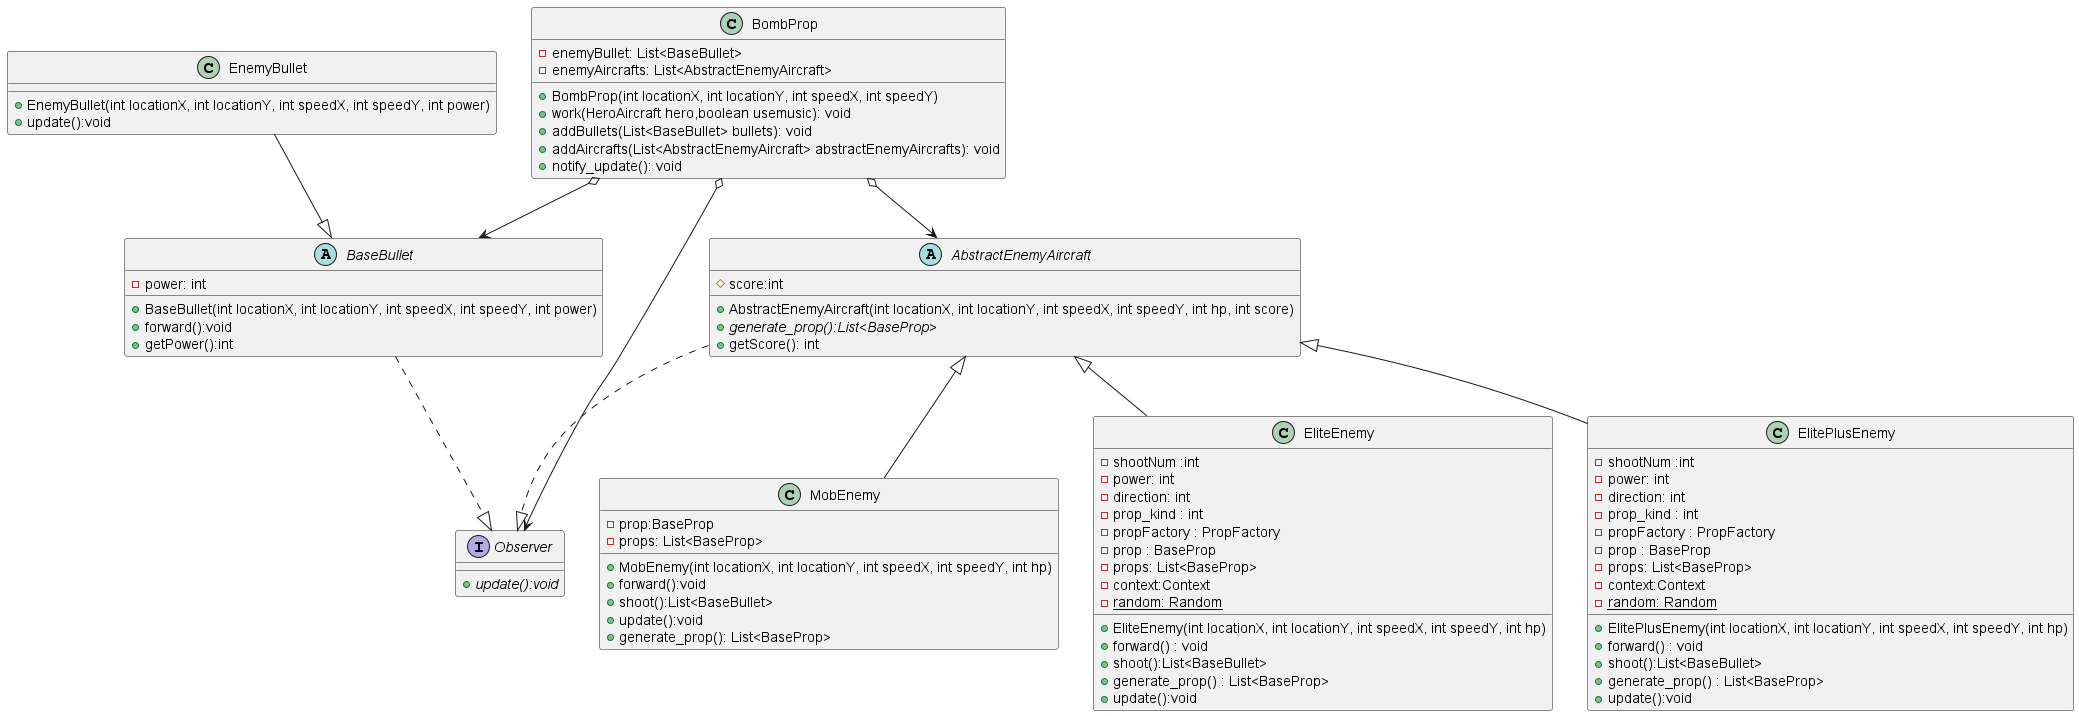 C BombProp
enemyBullet: List<BaseBullet>
enemyAircrafts: List<AbstractEnemyAircraft>
BombProp(int locationX, int locationY, int speedX, int speedY)
work(HeroAircraft hero,boolean usemusic): void
addBullets(List<BaseBullet> bullets): void
addAircrafts(List<AbstractEnemyAircraft> abstractEnemyAircrafts): void
notify_update(): void
C EnemyBullet
EnemyBullet(int locationX, int locationY, int speedX, int speedY, int power)
update():void
A BaseBullet
power: int
BaseBullet(int locationX, int locationY, int speedX, int speedY, int power)
forward():void
getPower():int
A AbstractEnemyAircraft
score:int
AbstractEnemyAircraft(int locationX, int locationY, int speedX, int speedY, int hp, int score)
generate_prop():List<BaseProp>
getScore(): int
I Observer
update():void
C MobEnemy
prop:BaseProp
props: List<BaseProp>
MobEnemy(int locationX, int locationY, int speedX, int speedY, int hp)
forward():void
shoot():List<BaseBullet>
update():void
generate_prop(): List<BaseProp>
C EliteEnemy
shootNum :int
power: int
direction: int
prop_kind : int
propFactory : PropFactory
prop : BaseProp
props: List<BaseProp>
context:Context
random: Random
EliteEnemy(int locationX, int locationY, int speedX, int speedY, int hp)
forward() : void
shoot():List<BaseBullet>
generate_prop() : List<BaseProp>
update():void
C ElitePlusEnemy
shootNum :int
power: int
direction: int
prop_kind : int
propFactory : PropFactory
prop : BaseProp
props: List<BaseProp>
context:Context
random: Random
ElitePlusEnemy(int locationX, int locationY, int speedX, int speedY, int hp)
forward() : void
shoot():List<BaseBullet>
generate_prop() : List<BaseProp>
update():void